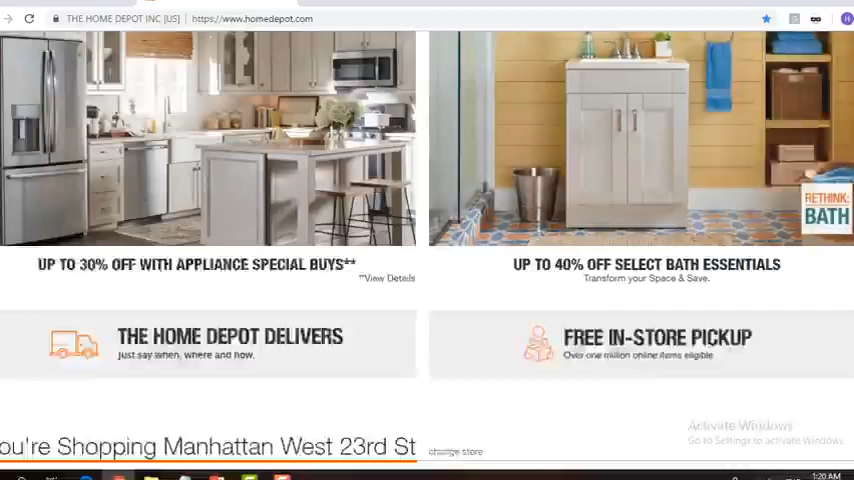 THE HOME DEPOT INC [US] | https://www.homedepot.com
RETHINK:
BATH
UP TO 30% OFF WITH APPLIANCE SPECIAL BUYS**
**View Details
UP TO 40% OFF SELECT BATH ESSENTIALS
Transform your Space & Save.
THE HOME DEPOT DELIVERS
Just say when, where and how.
FREE IN-STORE PICKUP
Over one million online items eligible
Activate Windows
Go to Settings to activate Windows.
ou're Shopping Manhattan West 23rd St
change store
1:20 AM